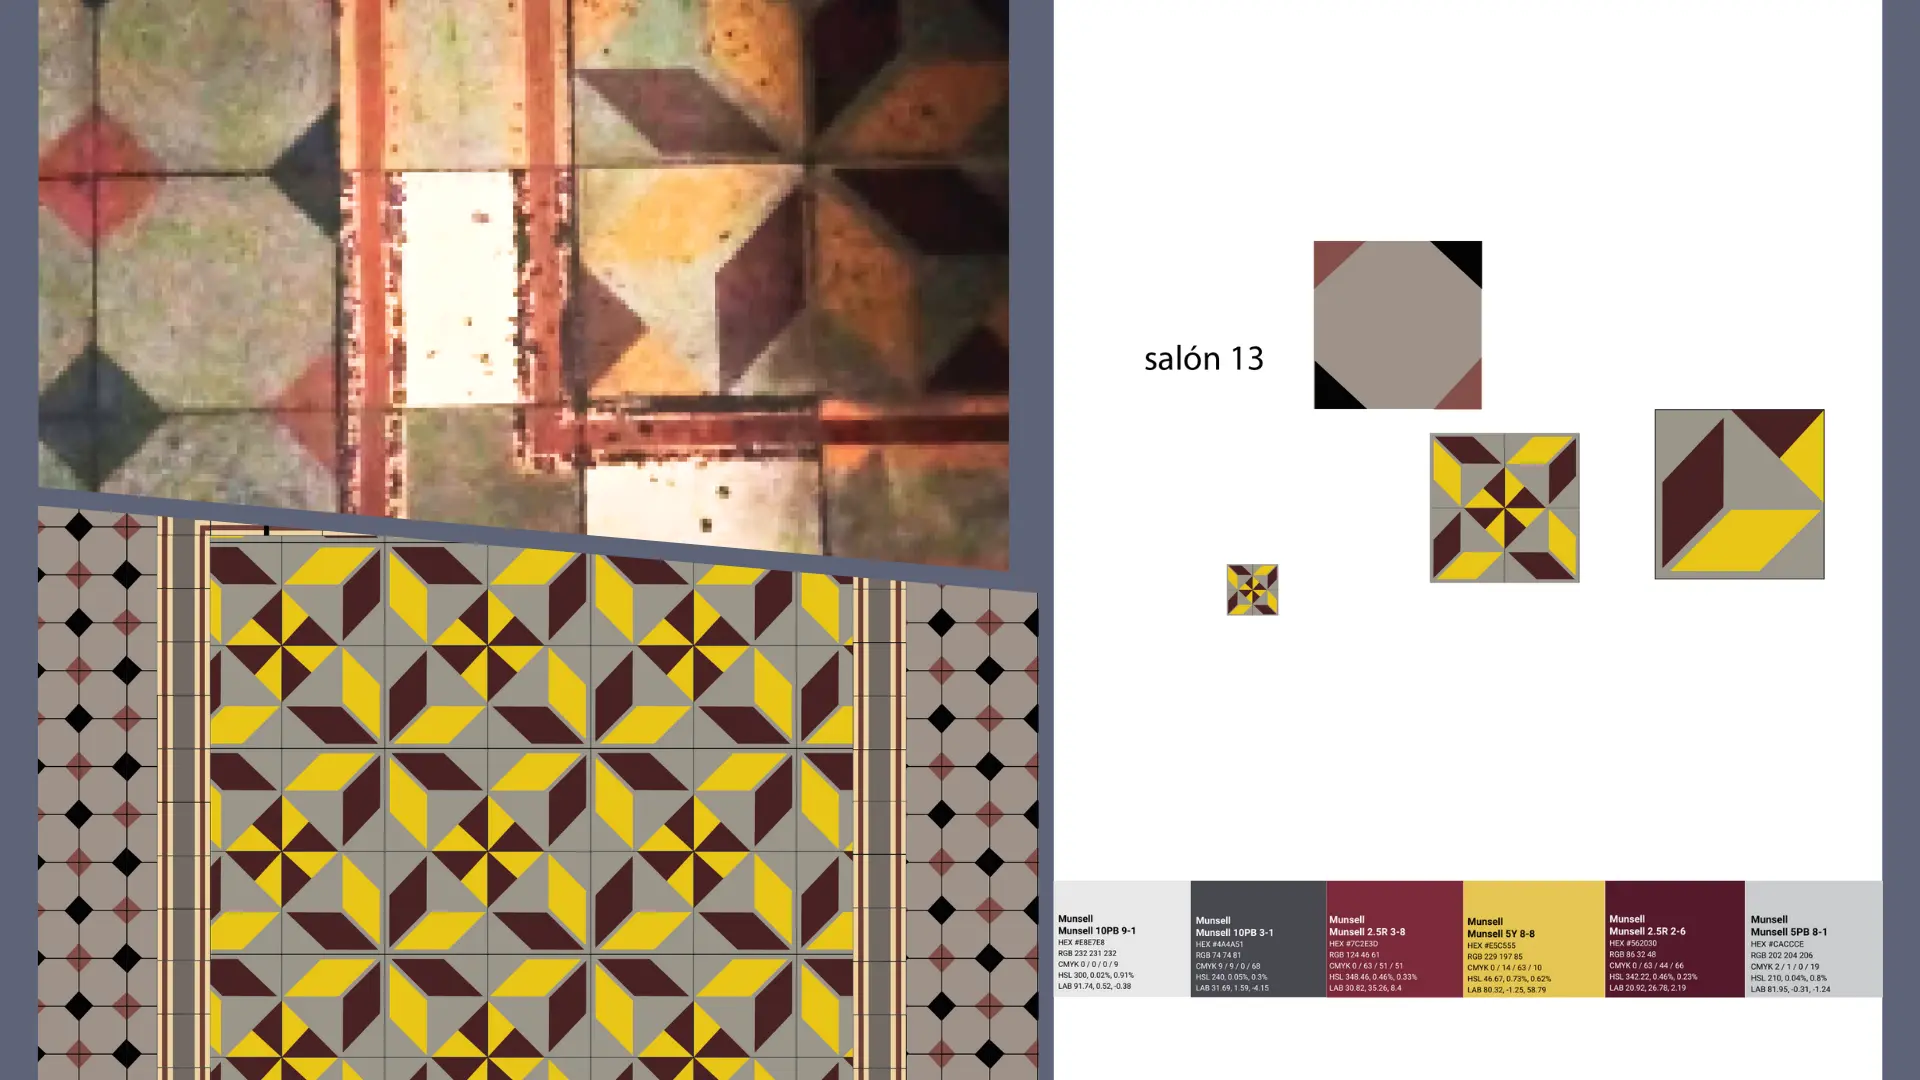 salón 13
Munsell
Munsell 10PB 9-1
HEX #E8E7E8
RGB 232 231 232
CMYK 0 / 0 / 0 / 9
HSL 300, 0.02%, 0.91%
LAB 91.74, 0.52, -0.38
Munsell
Munsell 10PB 3-1
HEX #4A4A51
RGB 74 74 81
CMYK 9 / 9 / 0 / 68
HSL 240, 0.05%, 0.3%
LAB 31.69, 1.59, -4.15
Munsell
Munsell 2.5R 3-8
HEX #7C2E3D
RGB 124 46 61
CMYK 0 / 63 / 51 / 51
HSL 348.46, 0.46%, 0.33%
LAB 30.82, 35.26, 8.4
Munsell
Munsell 5Y 8-8
HEX #E5C555
RGB 229 197 85
CMYK 0 / 14 / 63 / 10
HSL 46.67, 0.73%, 0.62%
LAB 80.32, -1.25, 58.79
Munsell
Munsell 2.5R 2-6
HEX #562030
RGB 86 32 48
CMYK 0 / 63 / 44 / 66
HSL 342.22, 0.46%, 0.23%
LAB 20.92, 26.78, 2.19
Munsell
Munsell 5PB 8-1
HEX #CACCCE
RGB 202 204 206
CMYK 2 / 1 / 0 / 19
HSL 210, 0.04%, 0.8%
LAB 81.95, -0.31, -1.24